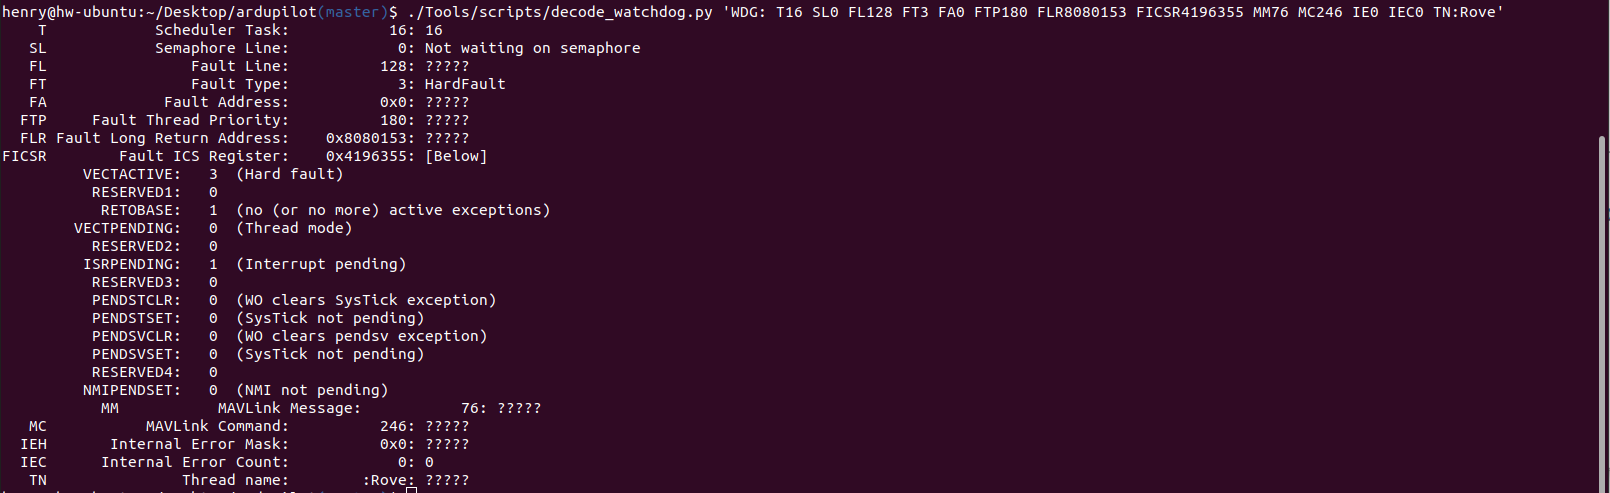 henry@hw-ubuntu:~/Desktop/ardupilot(master)$ ./Tools/scripts/decode_watchdog.py 'WDG: T16 SL0 FL128 FT3 FA0 FTP180 FLR8080153 FICSR4196355 MM76 MC246 IE0 IEC0 TN:Rove'
T Scheduler Task: 16: 16
SL Semaphore Line: 0: Not waiting on semaphore
FL Fault Line: 128: ?????
FT Fault Type: 3: HardFault
FA Fault Address: 0x0: ?????
FTP Fault Thread Priority: 180: ?????
FLR Fault Long Return Address: 0x8080153: ?????
FICSR Fault ICS Register: 0x4196355: [Below]
VECTACTIVE: 3 (Hard fault)
RESERVED1: 0
RETOBASE: 1 (no (or no more) active exceptions)
VECTPENDING: 0 (Thread mode)
RESERVED2: 0
ISRPENDING: 1 (Interrupt pending)
RESERVED3: 0
PENDSTCLR: 0 (WO clears SysTick exception)
PENDSTSET: 0 (SysTick not pending)
PENDSVCLR: 0 (WO clears pendsv exception)
PENDSVSET: 0 (SysTick not pending)
RESERVED4: 0
NMIPENDSET: 0 (NMI not pending)
MM MAVLink Message: 76: ?????
MC MAVLink Command: 246: ?????
IEH Internal Error Mask: 0x0: ?????
IEC Internal Error Count: 0: 0
TN Thread name: :Rove: ?????